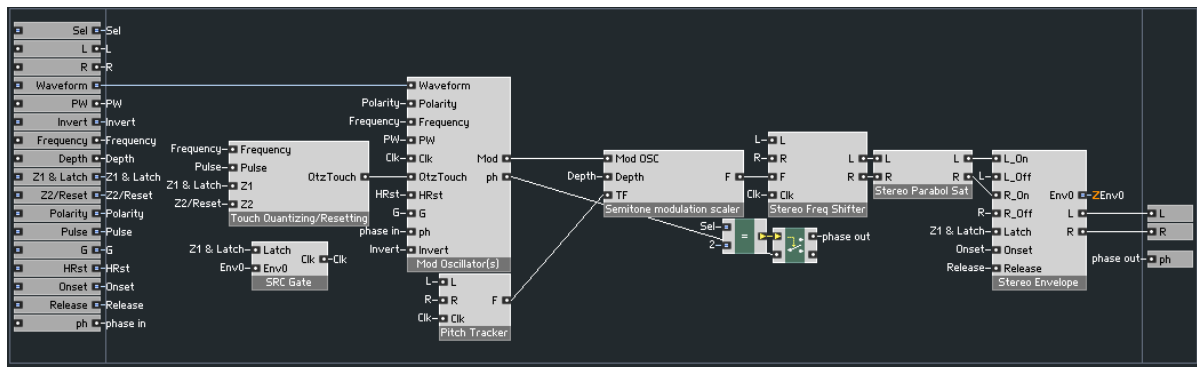 Sel Sel
L L
R R
Waveform
PW PW
Invert Invert
Frequency Frequency
Depth Depth
Z1 & Latch Z1 & Latch
Z2/Reset Z2/Reset
Polarity Polarity
Pulse Pulse
G G
HRst HRst
Onset Onset
Release Release
ph phase in
Frequency Frequency
Pulse Pulse
Z1 & Latch Z1 OtzTouch
Z2/Reset Z2
Touch Quantizing/Resetting
Z1 & Latch Latch Clk Clk
Env0 Env0
SRC Gate
Waveform
Polarity Polarity
Frequency Frequency
PW PW
Clk Clk Mod
OtzTouch ph
HRst HRst
G G
phase in ph
Invert Invert
Mod Oscillator(s)
L L
R R F
Clk Clk
Pitch Tracker
Mod OSC
Depth Depth F
TF
Semitone modulation scaler
Sel = phase out
2
L L
R R L
F R
Clk Clk
Stereo Freq Shifter
L L
R R
Stereo Parabol Sat
L_On
L L_Off
R_On Env0 ZEnv0
R R_Off L
Z1 & Latch Latch R
Onset Onset
Release Release
Stereo Envelope
L
R
phase out ph